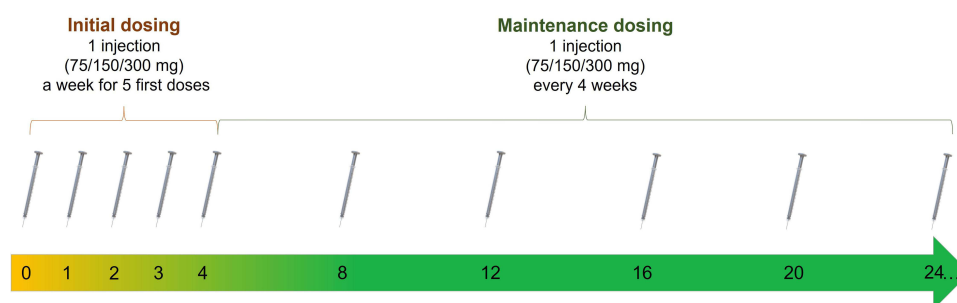 Initial dosing
1 injection
(75/150/300 mg)
a week for 5 first doses
Maintenance dosing
1 injection
(75/150/300 mg)
every 4 weeks
0 1 2 3 4 8 12 16 20 24...